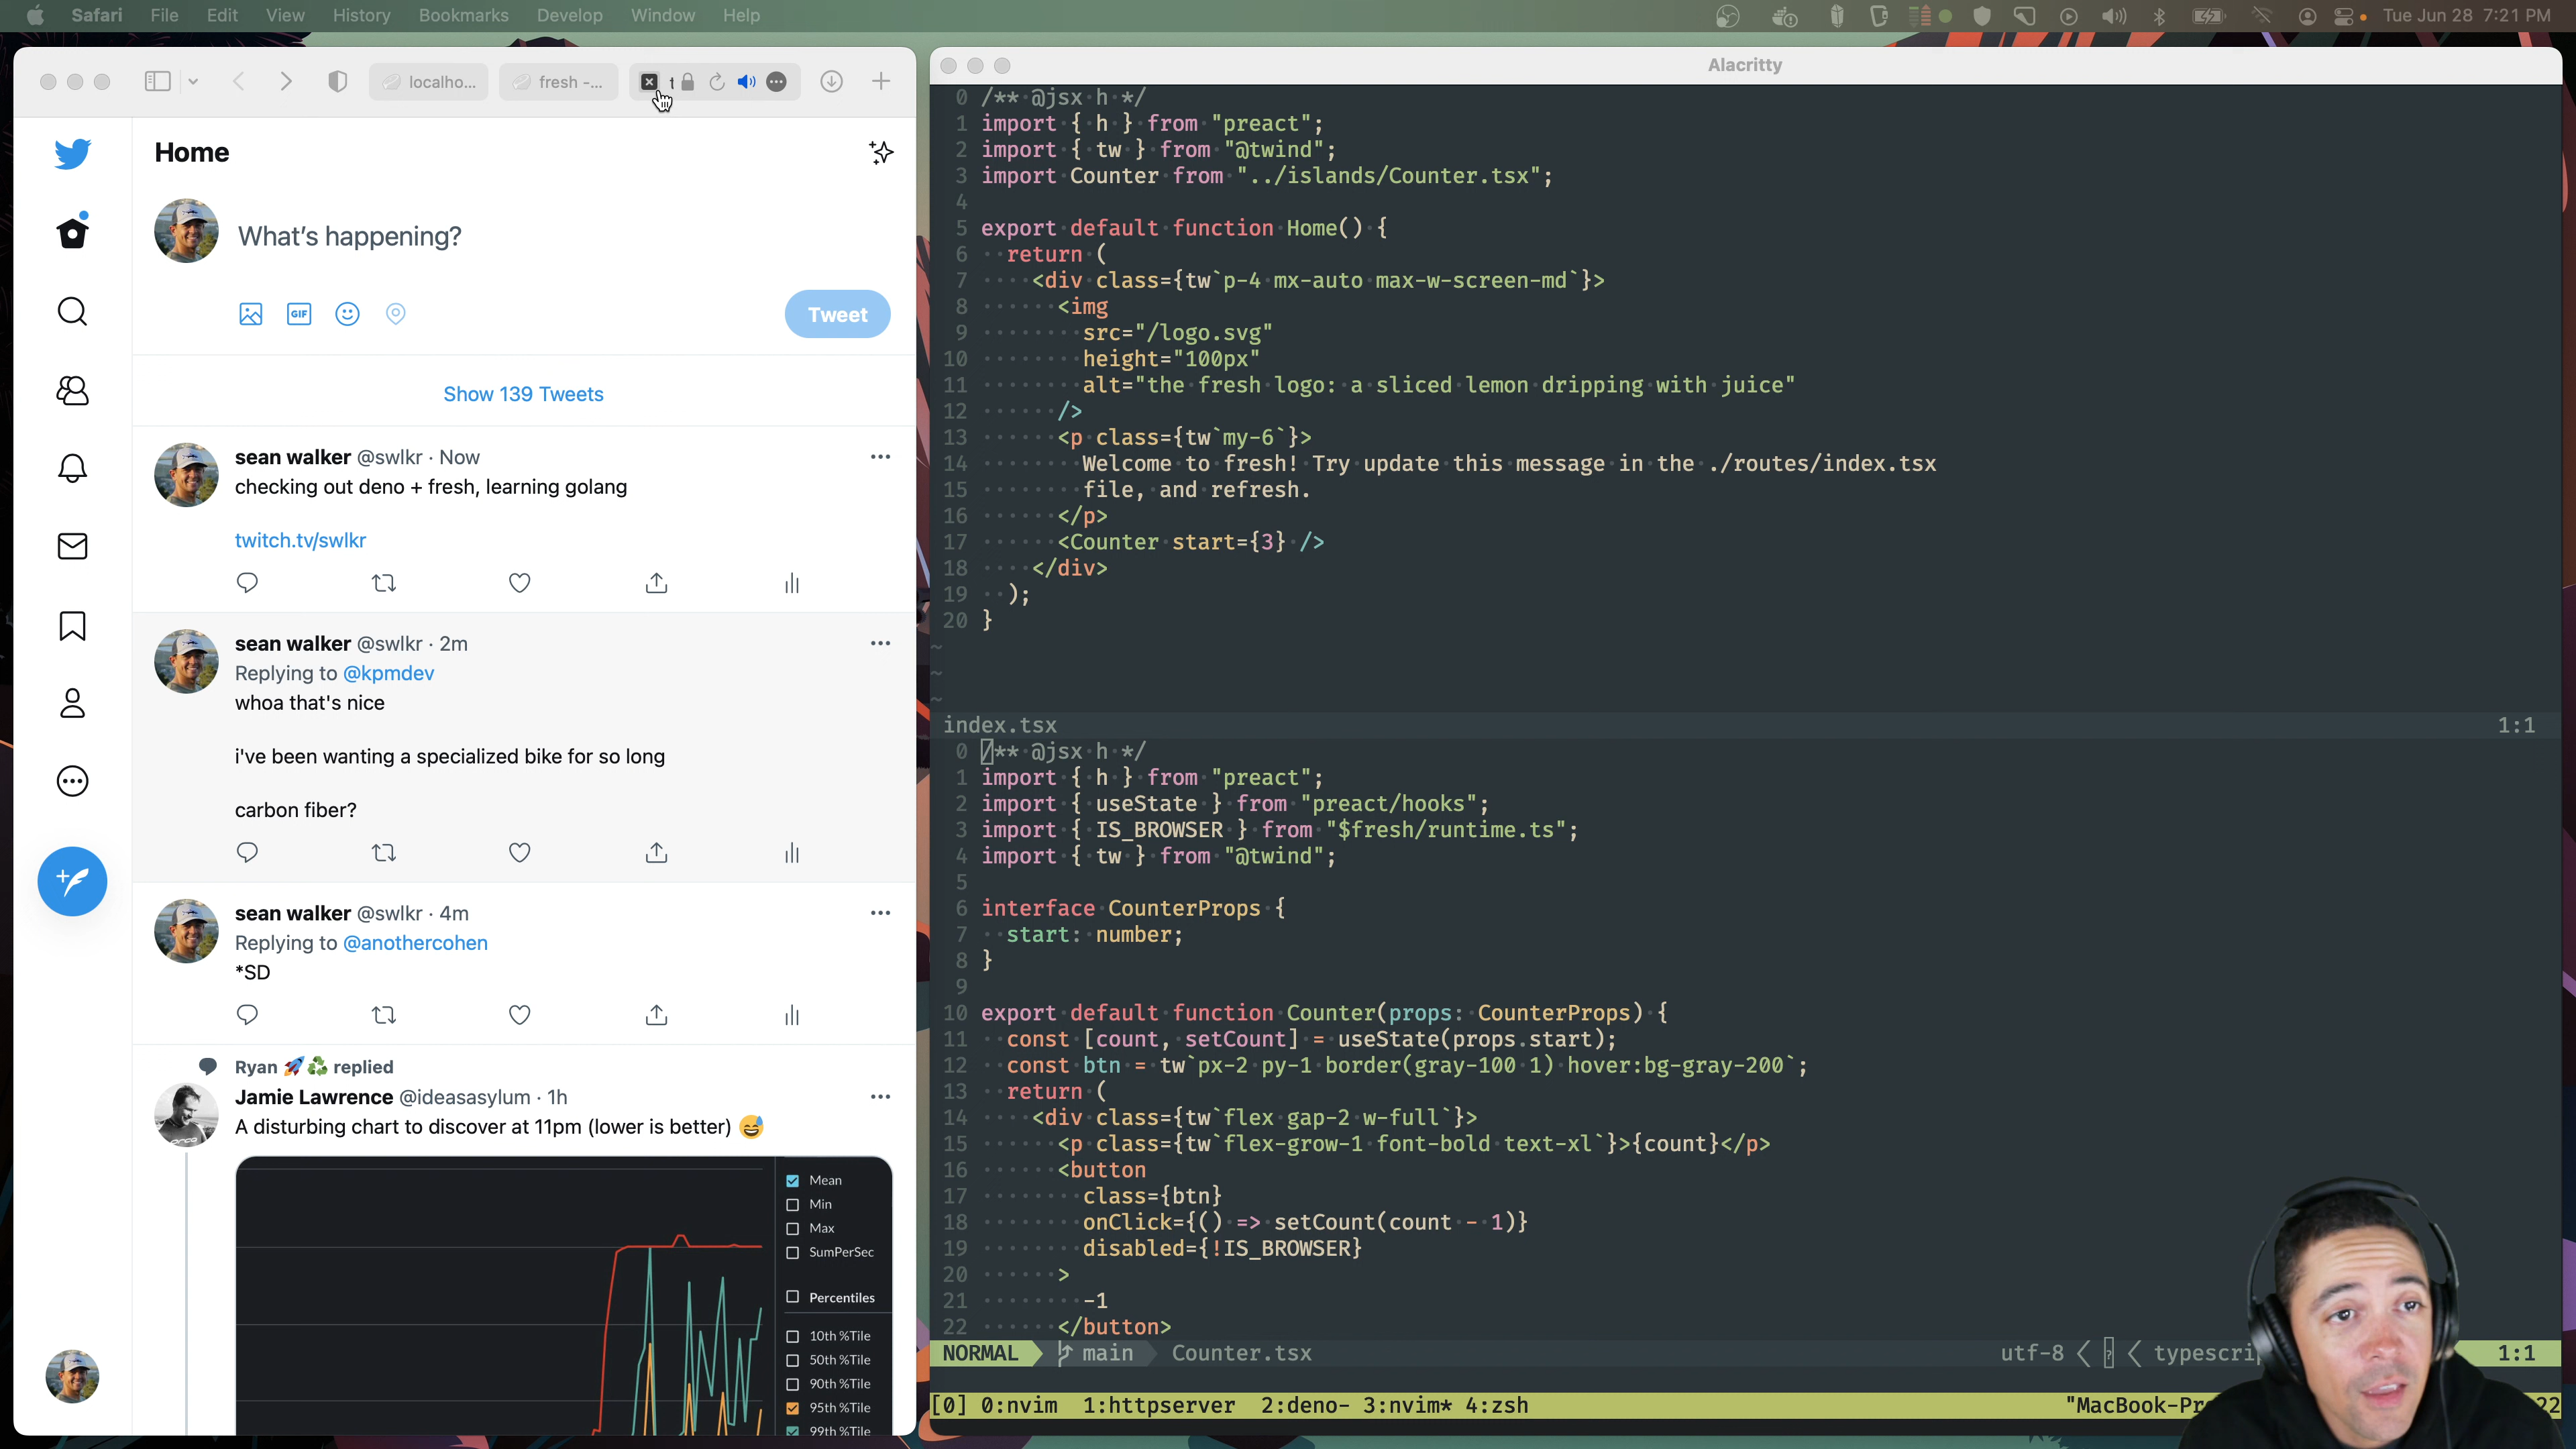 Safari File Edit View History Bookmarks Develop Window Help
Tue Jun 28 7:21 PM
localho...
fresh -...
Home
What's happening?
GIF
Tweet
Show 139 Tweets
sean walker @swlkr · Now
checking out deno + fresh, learning golang
twitch.tv/swlkr
sean walker @swlkr · 2m
Replying to @kpmdev
whoa that's nice
i've been wanting a specialized bike for so long
carbon fiber?
sean walker @swlkr · 4m
Replying to @anothercohen
*SD
Ryan 🚀♻️ replied
Jamie Lawrence @ideasasylum · 1h
A disturbing chart to discover at 11pm (lower is better) 😅
Mean
Min
Max
SumPerSec
Percentiles
10th %Tile
50th %Tile
90th %Tile
95th %Tile
99th %Tile
Alacritty
0 /** @jsx h */
1 import { h } from "preact";
2 import { tw } from "@twind";
3 import Counter from "../islands/Counter.tsx";
4
5 export default function Home() {
6 return (
7 <div class={tw`p-4 mx-auto max-w-screen-md`}>
8 <img
9 src="/logo.svg"
10 height="100px"
11 alt="the fresh logo: a sliced lemon dripping with juice"
12 />
13 <p class={tw`my-6`}>
14 Welcome to fresh! Try update this message in the ./routes/index.tsx
15 file, and refresh.
16 </p>
17 <Counter start={3} />
18 </div>
19 );
20 }
~
~
~
index.tsx 1:1
0 /** @jsx h */
1 import { h } from "preact";
2 import { useState } from "preact/hooks";
3 import { IS_BROWSER } from "$fresh/runtime.ts";
4 import { tw } from "@twind";
5
6 interface CounterProps {
7 start: number;
8 }
9
10 export default function Counter(props: CounterProps) {
11 const [count, setCount] = useState(props.start);
12 const btn = tw`px-2 py-1 border(gray-100 1) hover:bg-gray-200`;
13 return (
14 <div class={tw`flex gap-2 w-full`}>
15 <p class={tw`flex-grow-1 font-bold text-xl`}>{count}</p>
16 <button
17 class={btn}
18 onClick={() => setCount(count - 1)}
19 disabled={!IS_BROWSER}
20 >
21 -1
22 </button>
NORMAL main Counter.tsx utf-8 typescri 1:1
[0] 0:nvim 1:httpserver 2:deno- 3:nvim* 4:zsh "MacBook-Pr 22